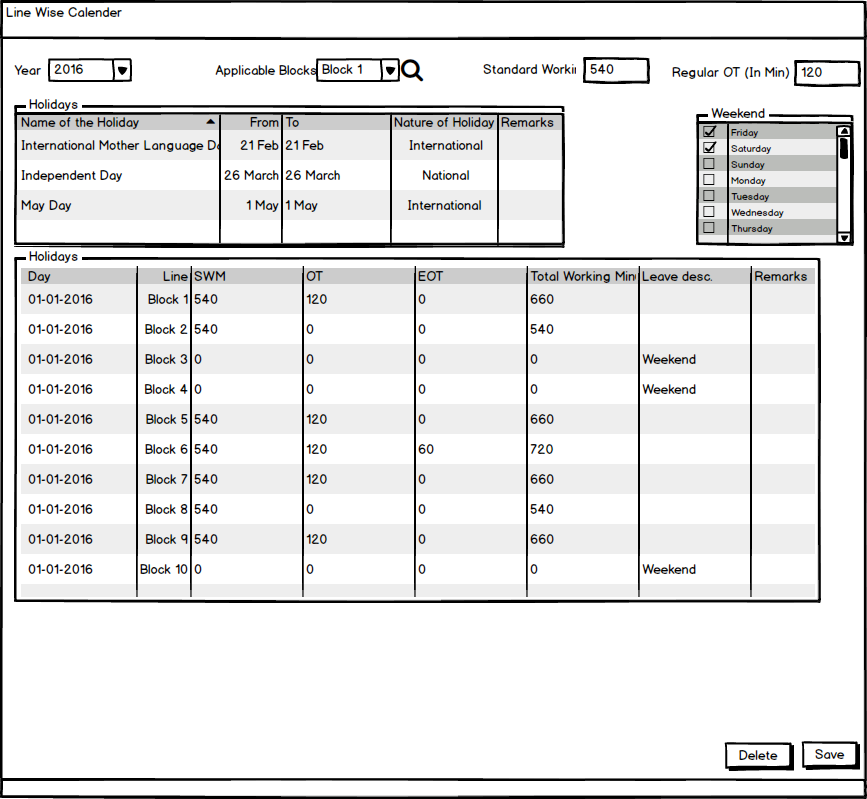 Line Wise Calender
Year 2016 Applicable Blocks Block 1 Standard Workin 540 Regular OT (In Min) 120
Holidays
Name of the Holiday From To Nature of Holiday Remarks
International Mother Language Da 21 Feb 21 Feb International
Independent Day 26 March 26 March National
May Day 1 May 1 May International
Weekend
Friday
Saturday
Sunday
Monday
Tuesday
Wednesday
Thursday
Holidays
Day Line SWM OT EOT Total Working Minu Leave desc. Remarks
01-01-2016 Block 1 540 120 0 660
01-01-2016 Block 2 540 0 0 540
01-01-2016 Block 3 0 0 0 0 Weekend
01-01-2016 Block 4 0 0 0 0 Weekend
01-01-2016 Block 5 540 120 0 660
01-01-2016 Block 6 540 120 60 720
01-01-2016 Block 7 540 120 0 660
01-01-2016 Block 8 540 0 0 540
01-01-2016 Block 9 540 120 0 660
01-01-2016 Block 10 0 0 0 0 Weekend
Delete Save